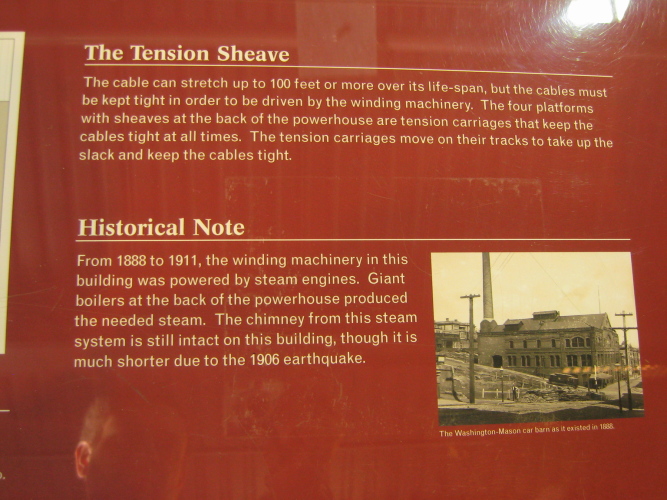 The Tension Sheave
The cable can stretch up to 100 feet or more over its life-span, but the cables must
be kept tight in order to be driven by the winding machinery. The four platforms
with sheaves at the back of the powerhouse are tension carriages that keep the
cables tight at all times. The tension carriages move on their tracks to take up the
slack and keep the cables tight.
Historical Note
From 1888 to 1911, the winding machinery in this
building was powered by steam engines. Giant
boilers at the back of the powerhouse produced
the needed steam. The chimney from this steam
system is still intact on this building, though it is
much shorter due to the 1906 earthquake.
The Washington-Mason car barn as it existed in 1888.